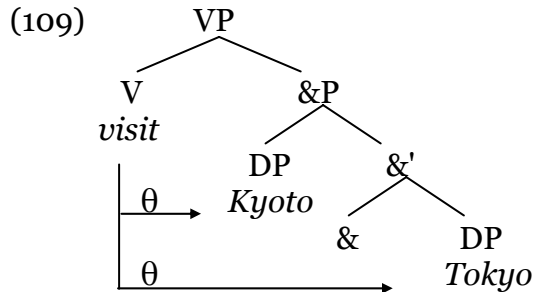 (109) VP
V &P
visit
DP &'
θ Kyoto
& DP
θ Tokyo